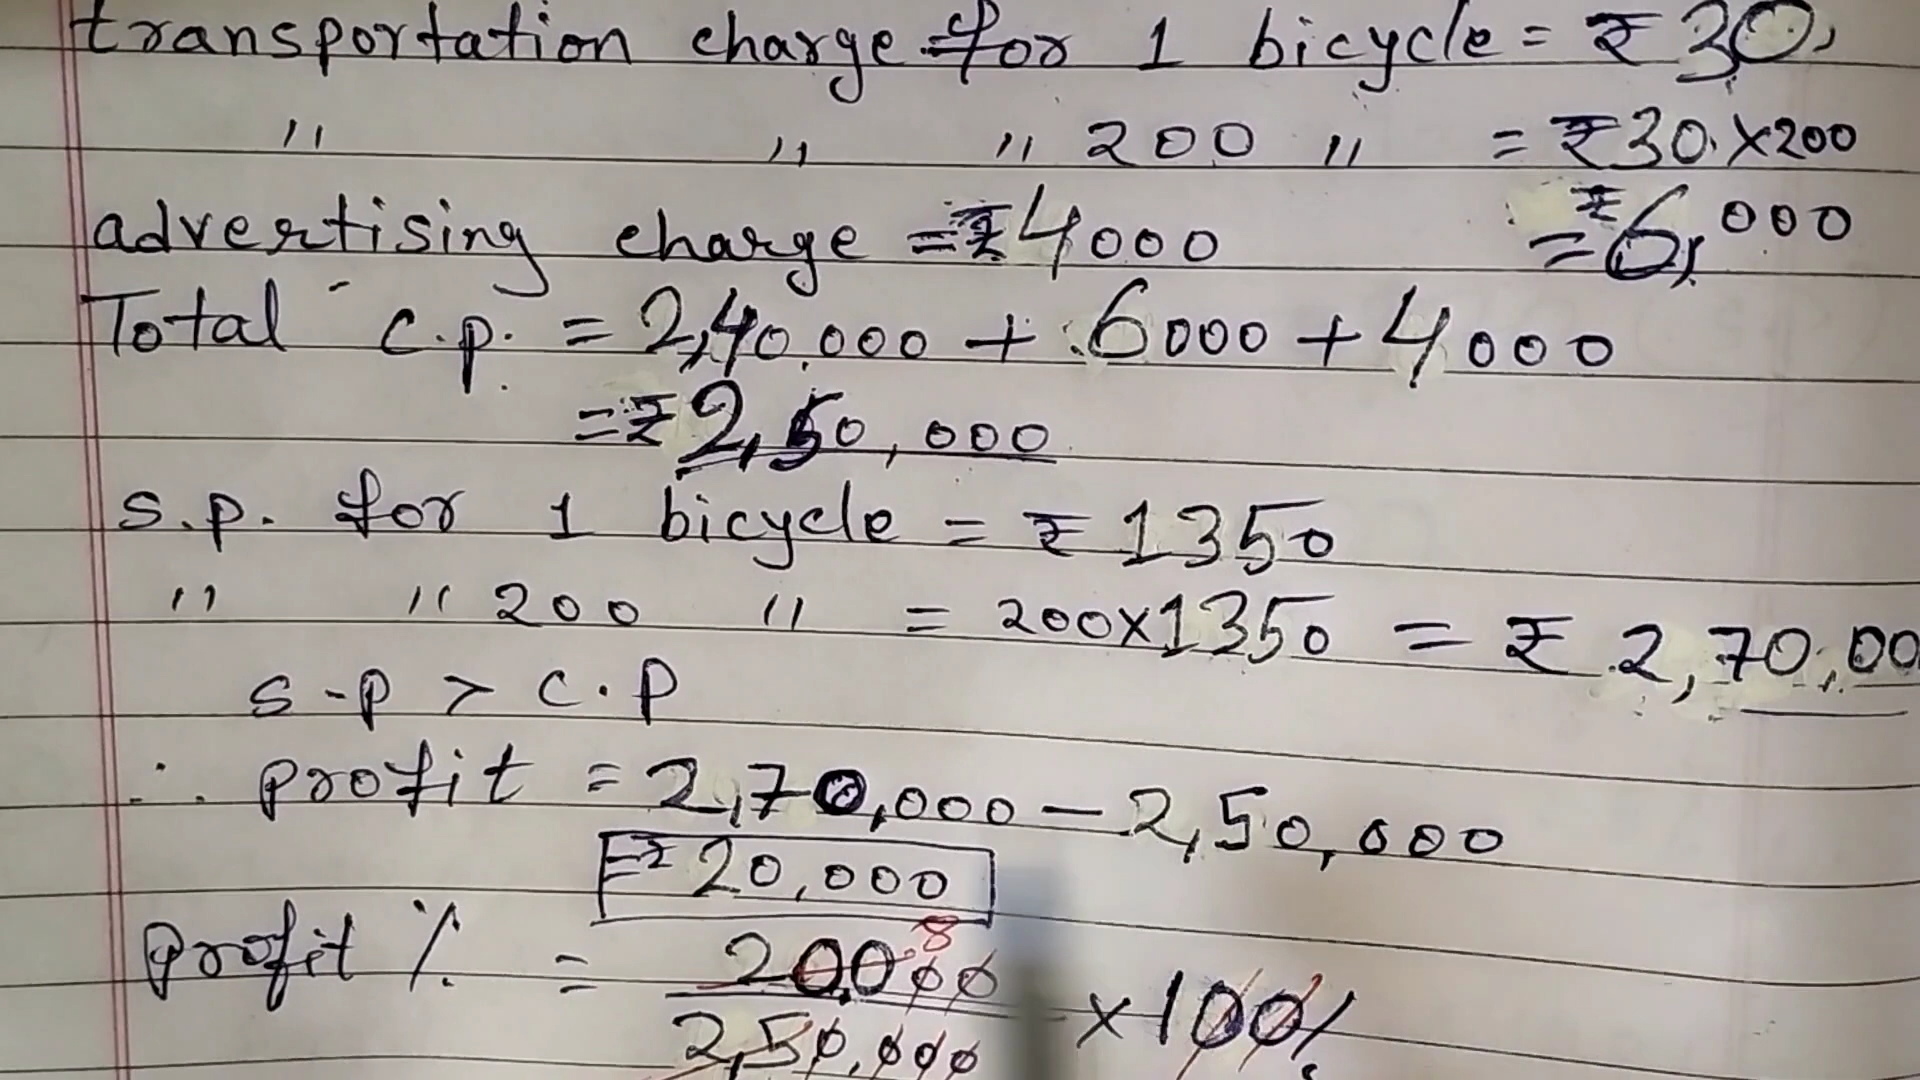 transportation charge for 1 bicycle = ₹ 30,
" " " 200 " = ₹30 × 200
advertising charge = ₹4000 = ₹6,000
Total c.p. = 2,40,000 + 6000 + 4000
= ₹2,50,000
s.p. for 1 bicycle = ₹ 1350
" " 200 " = 200×1350 = ₹ 2,70,00
s.p > c.p
∴ profit = 2,70,000 - 2,50,000
= ₹ 20,000
8
profit % = 20000 × 100%
2,50,000